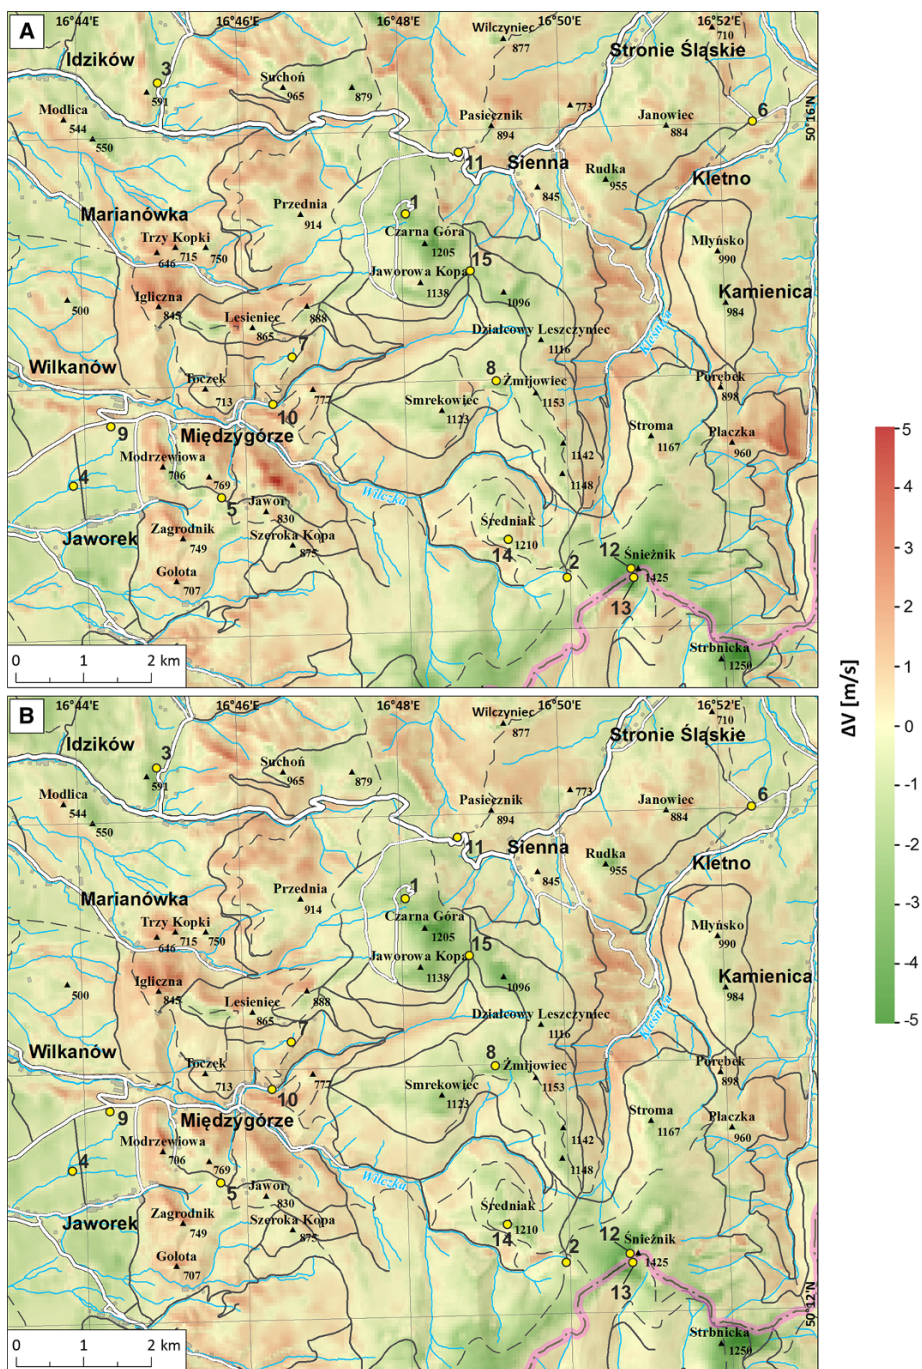 A
16°44'E
16°46'E
16°48'E
16°50'E
16°52'E
Wilczyniec
877
710
Stronie Śląskie
Idzików
3
591
Suchoń
965
879
773
Modlica
544
550
Pasięcznik
894
Janowiec
884
6
50°16'N
11
Sienna
Rudka
955
845
Kletno
Marianówka
Przednia
914
1
Czarna Góra
1205
Trzy Kopki
646
715
750
Młyńsko
990
15
Jaworowa Kopa
1138
1096
500
Igliczna
845
Lesieniec
865
888
Kamienica
984
Działcowy Leszczyniec
1116
Kleśnica
7
Wilkanów
Toczek
713
777
8
Żmijowiec
1153
Porębek
898
Smrekowiec
1123
10
9
Międzygórze
Stroma
1167
Płaczka
960
Modrzewiowa
706
769
1142
1148
4
5
Wilczka
Jawor
830
Jaworek
Zagrodnik
749
Szeroka Kopa
875
Średniak
1210
14
12
Śnieżnik
1425
2
13
Gołota
707
Strbnicka
1250
0
1
2 km
B
16°44'E
16°46'E
16°48'E
16°50'E
16°52'E
Wilczyniec
877
710
Stronie Śląskie
Idzików
3
591
Suchoń
965
879
773
Modlica
544
550
Pasięcznik
894
Janowiec
884
6
11
Sienna
Rudka
955
845
Kletno
Marianówka
Przednia
914
1
Czarna Góra
1205
Trzy Kopki
646
715
750
Młyńsko
990
15
Jaworowa Kopa
1138
1096
500
Igliczna
845
Lesieniec
865
888
Kamienica
984
Działcowy Leszczyniec
1116
Kleśnica
7
Wilkanów
Toczek
713
777
8
Żmijowiec
1153
Porębek
898
Smrekowiec
1123
10
9
Międzygórze
Stroma
1167
Płaczka
960
Modrzewiowa
706
769
1142
1148
4
5
Wilczka
Jawor
830
Jaworek
Zagrodnik
749
Szeroka Kopa
875
Średniak
1210
14
12
Śnieżnik
1425
2
13
Gołota
707
50°12'N
Strbnicka
1250
0
1
2 km
5
4
3
2
1
0
-1
-2
-3
-4
-5
ΔV [m/s]